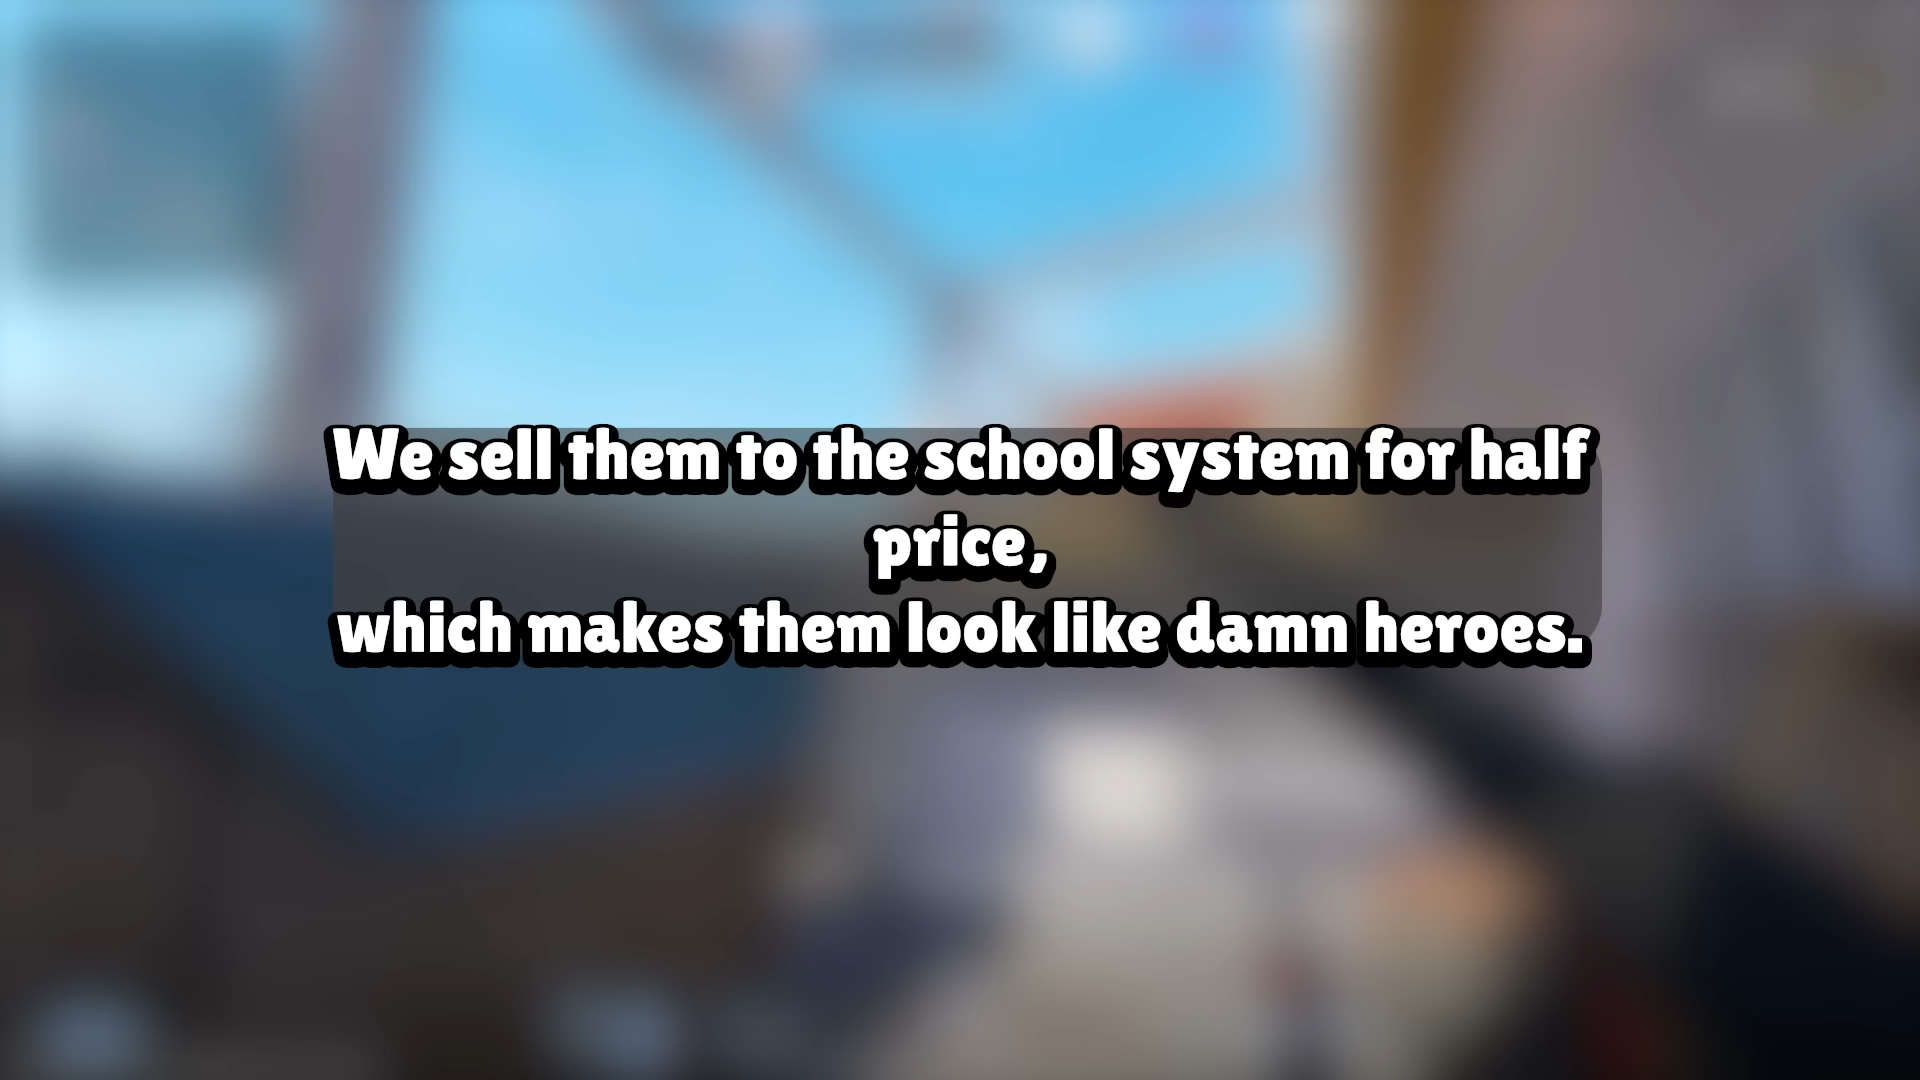 We sell them to the school system for half
price,
which makes them look like damn heroes.